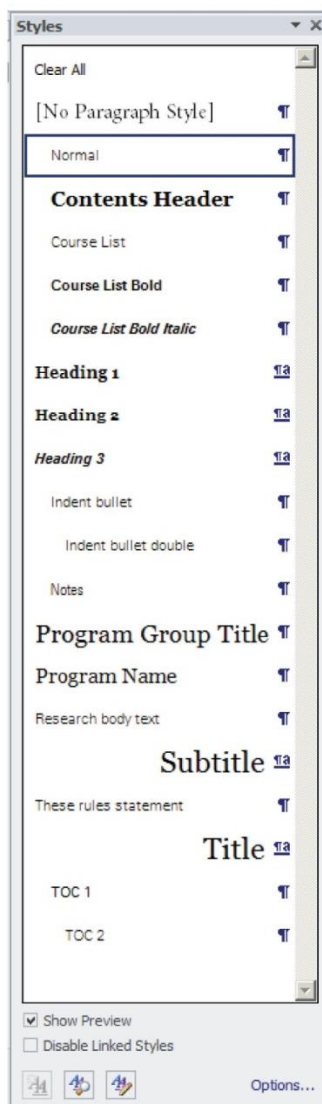 Styles
Clear All
[No Paragraph Style] ¶
Normal ¶
Contents Header ¶
Course List ¶
Course List Bold ¶
Course List Bold Italic ¶
Heading 1 ¶a
Heading 2 ¶a
Heading 3 ¶a
Indent bullet ¶
Indent bullet double ¶
Notes ¶
Program Group Title ¶
Program Name ¶
Research body text ¶
Subtitle ¶a
These rules statement ¶
Title ¶a
TOC 1 ¶
TOC 2 ¶
Show Preview
Disable Linked Styles
Options...